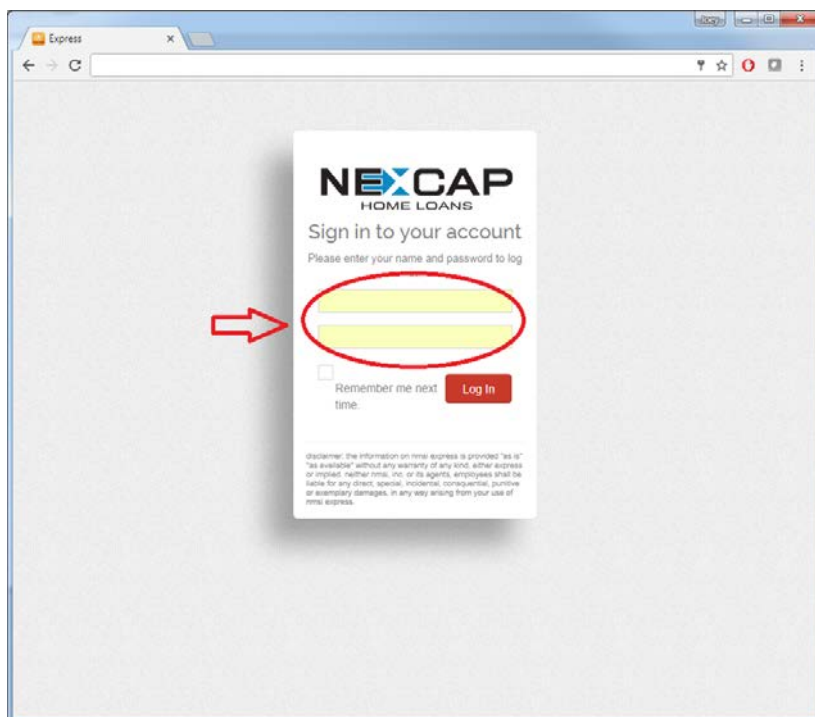 Joey
Express
NEXCAP
HOME LOANS
Sign in to your account
Please enter your name and password to log
Remember me next
time.
Log In
disclaimer: the information on nmsi express is provided "as is"
"as available" without any warranty of any kind, either express
or implied. neither nmsi, inc. or its agents, employees shall be
liable for any direct, special, incidental, consequential, punitive
or exemplary damages, in any way arising from your use of
nmsi express.